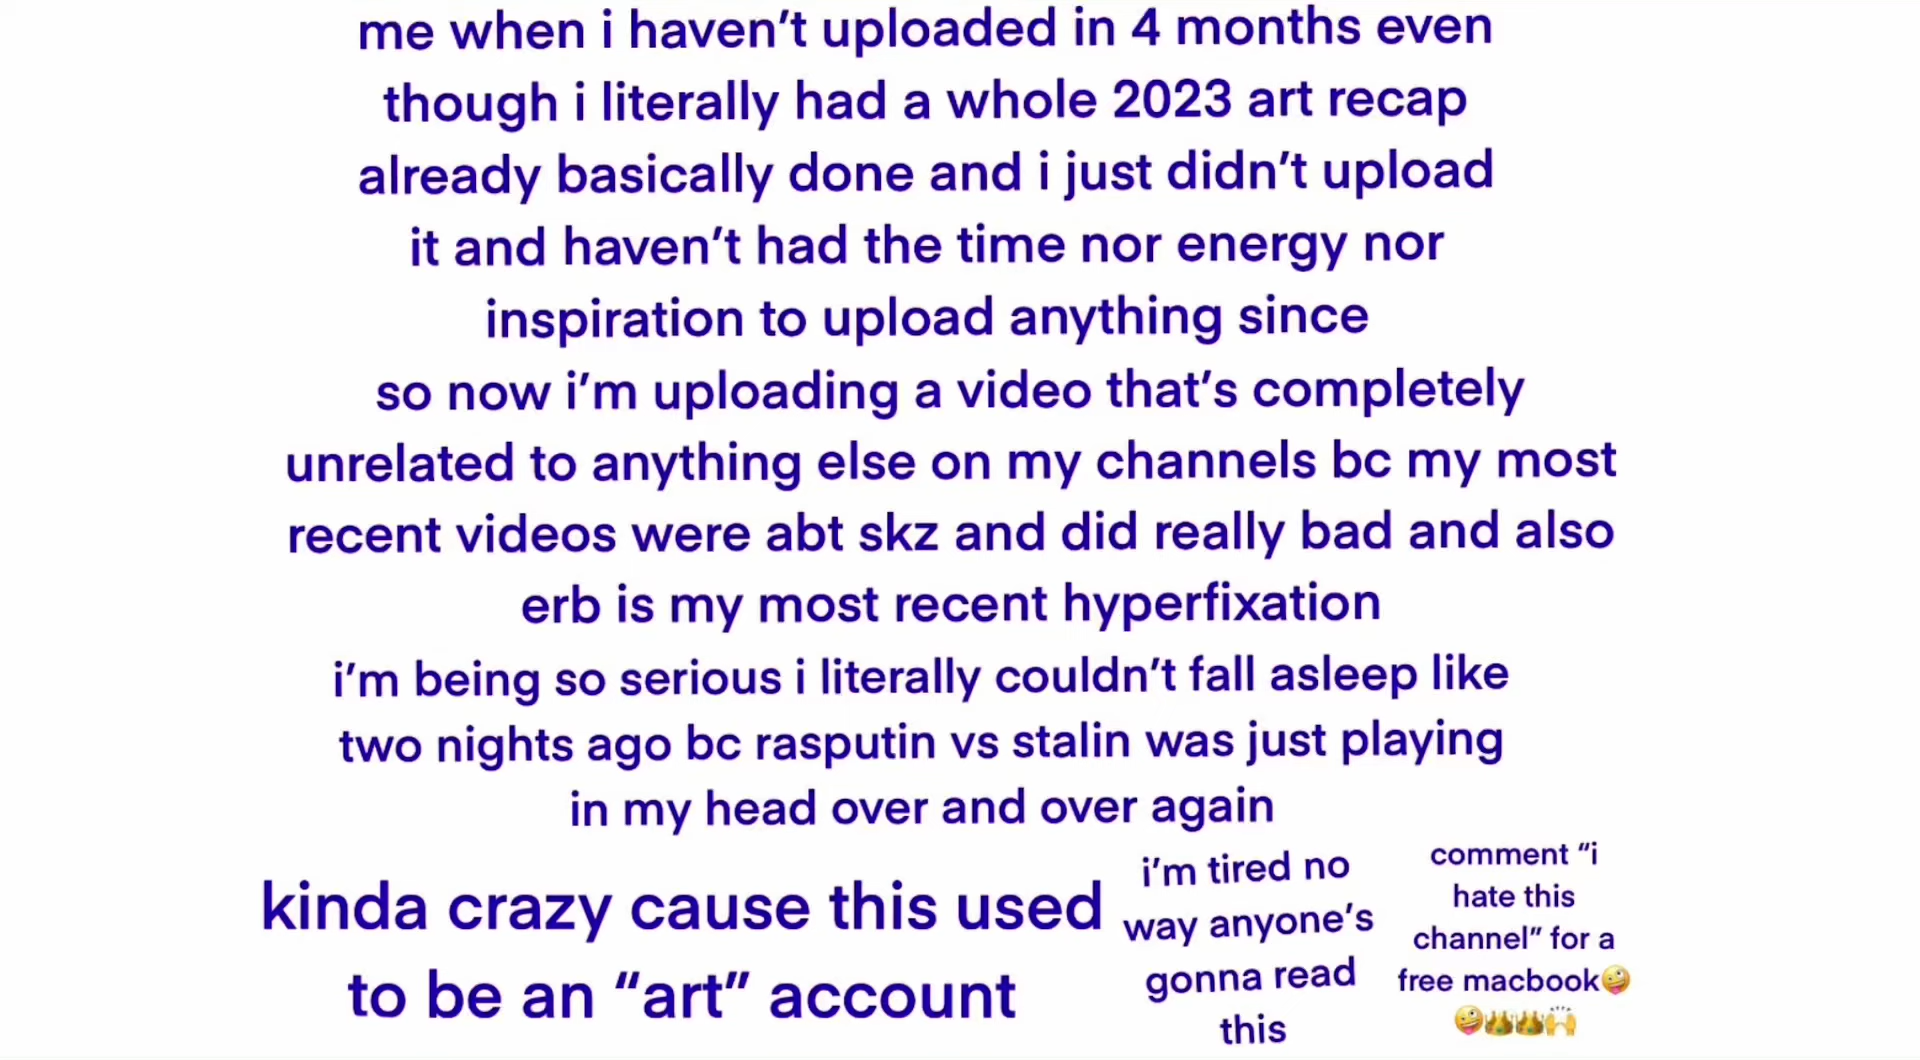 me when i haven’t uploaded in 4 months even
though i literally had a whole 2023 art recap
already basically done and i just didn’t upload
it and haven’t had the time nor energy nor
inspiration to upload anything since
so now i’m uploading a video that’s completely
unrelated to anything else on my channels bc my most
recent videos were abt skz and did really bad and also
erb is my most recent hyperfixation
i’m being so serious i literally couldn’t fall asleep like
two nights ago bc rasputin vs stalin was just playing
in my head over and over again
kinda crazy cause this used
to be an “art” account
i’m tired no
way anyone’s
gonna read
this
comment “i
hate this
channel” for a
free macbook🤪
🤪👑👑🙌